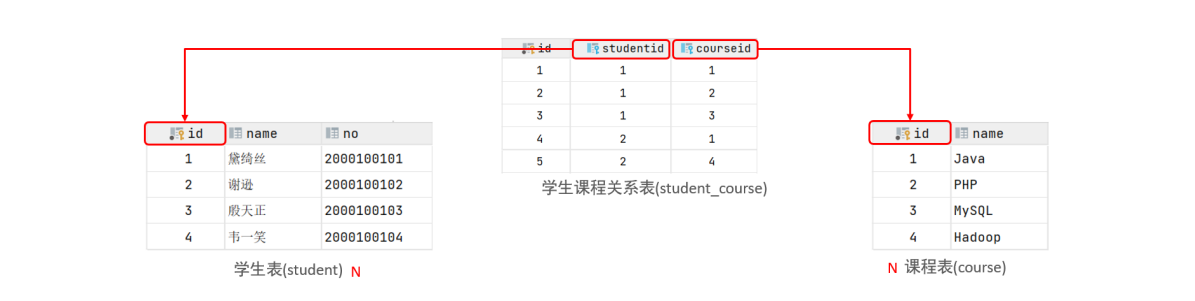 id studentid courseid
1 1 1
2 1 2
3 1 3
4 2 1
5 2 4
学生课程关系表(student_course)
id name no
1 黛绮丝 2000100101
2 谢逊 2000100102
3 殷天正 2000100103
4 韦一笑 2000100104
学生表(student) N
id name
1 Java
2 PHP
3 MySQL
4 Hadoop
N 课程表(course)